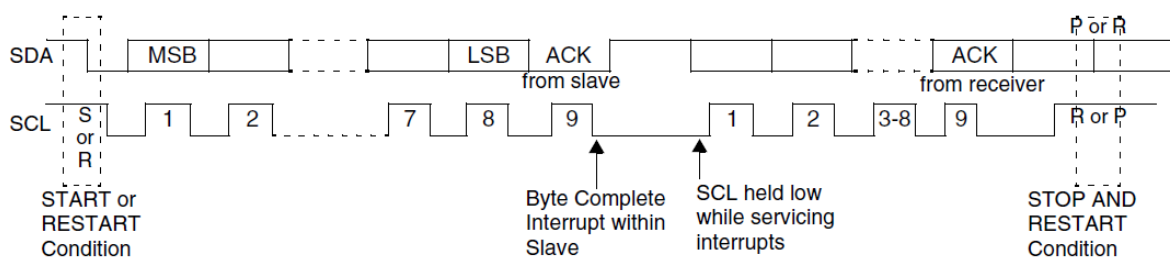 P or R
SDA MSB LSB ACK ACK
from slave from receiver
SCL S or R 1 2 7 8 9 1 2 3-8 9 R or P
START or
RESTART
Condition
Byte Complete
Interrupt within
Slave
SCL held low
while servicing
interrupts
STOP AND
RESTART
Condition